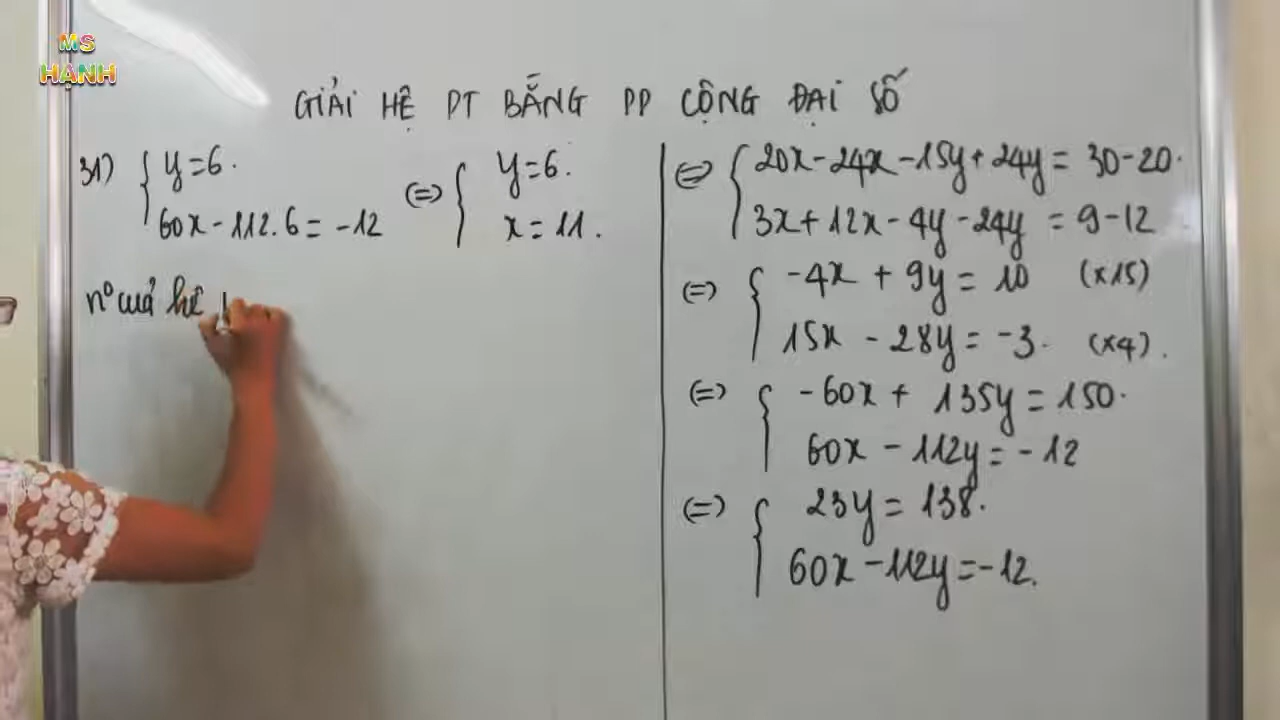 MS
HẠNH
GIẢI HỆ PT BẰNG PP CỘNG ĐẠI SỐ
31) { y=6.
60x-112.6=-12
(=) { y=6.
x=11.
n° của hệ
(=) { 20x-24x-15y+24y=30-20.
3x+12x-4y-24y=9-12
(=) { -4x+9y=10 (x15)
15x-28y=-3. (x4).
(=) { -60x+135y=150.
60x-112y=-12
(=) { 23y=138.
60x-112y=-12.